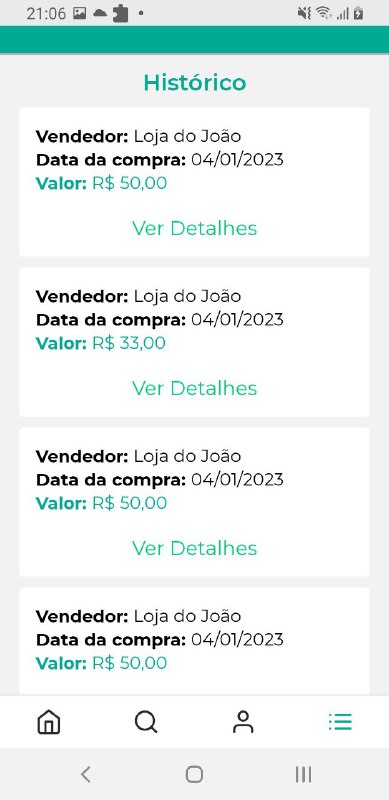 21:06
Histórico
Vendedor: Loja do João
Data da compra: 04/01/2023
Valor: R$ 50,00
Ver Detalhes
Vendedor: Loja do João
Data da compra: 04/01/2023
Valor: R$ 33,00
Ver Detalhes
Vendedor: Loja do João
Data da compra: 04/01/2023
Valor: R$ 50,00
Ver Detalhes
Vendedor: Loja do João
Data da compra: 04/01/2023
Valor: R$ 50,00